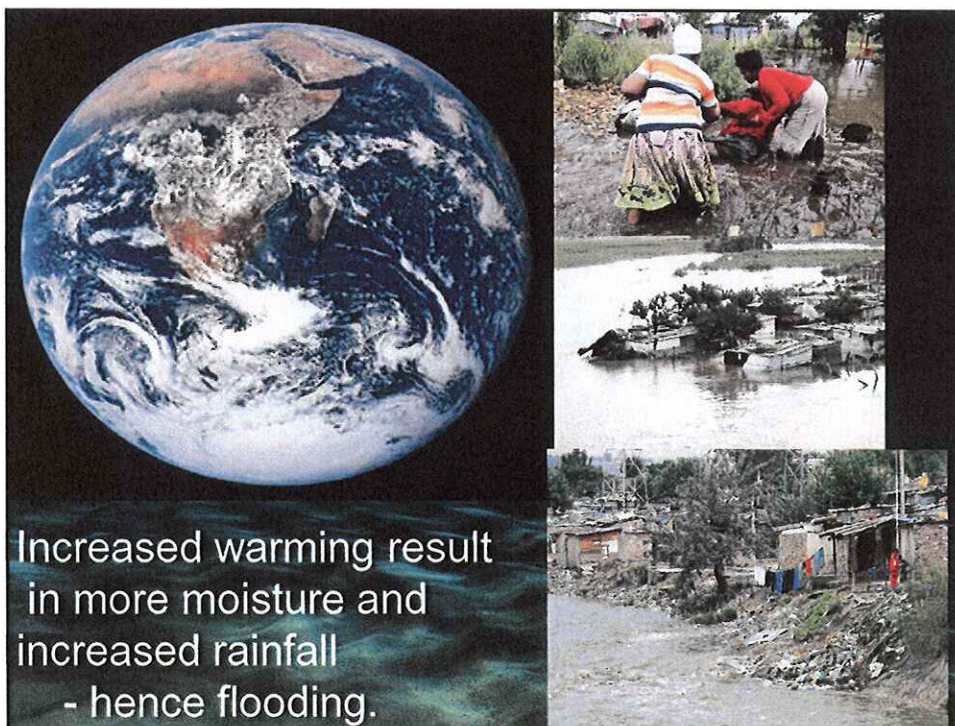 Increased warming result
in more moisture and
increased rainfall
- hence flooding.